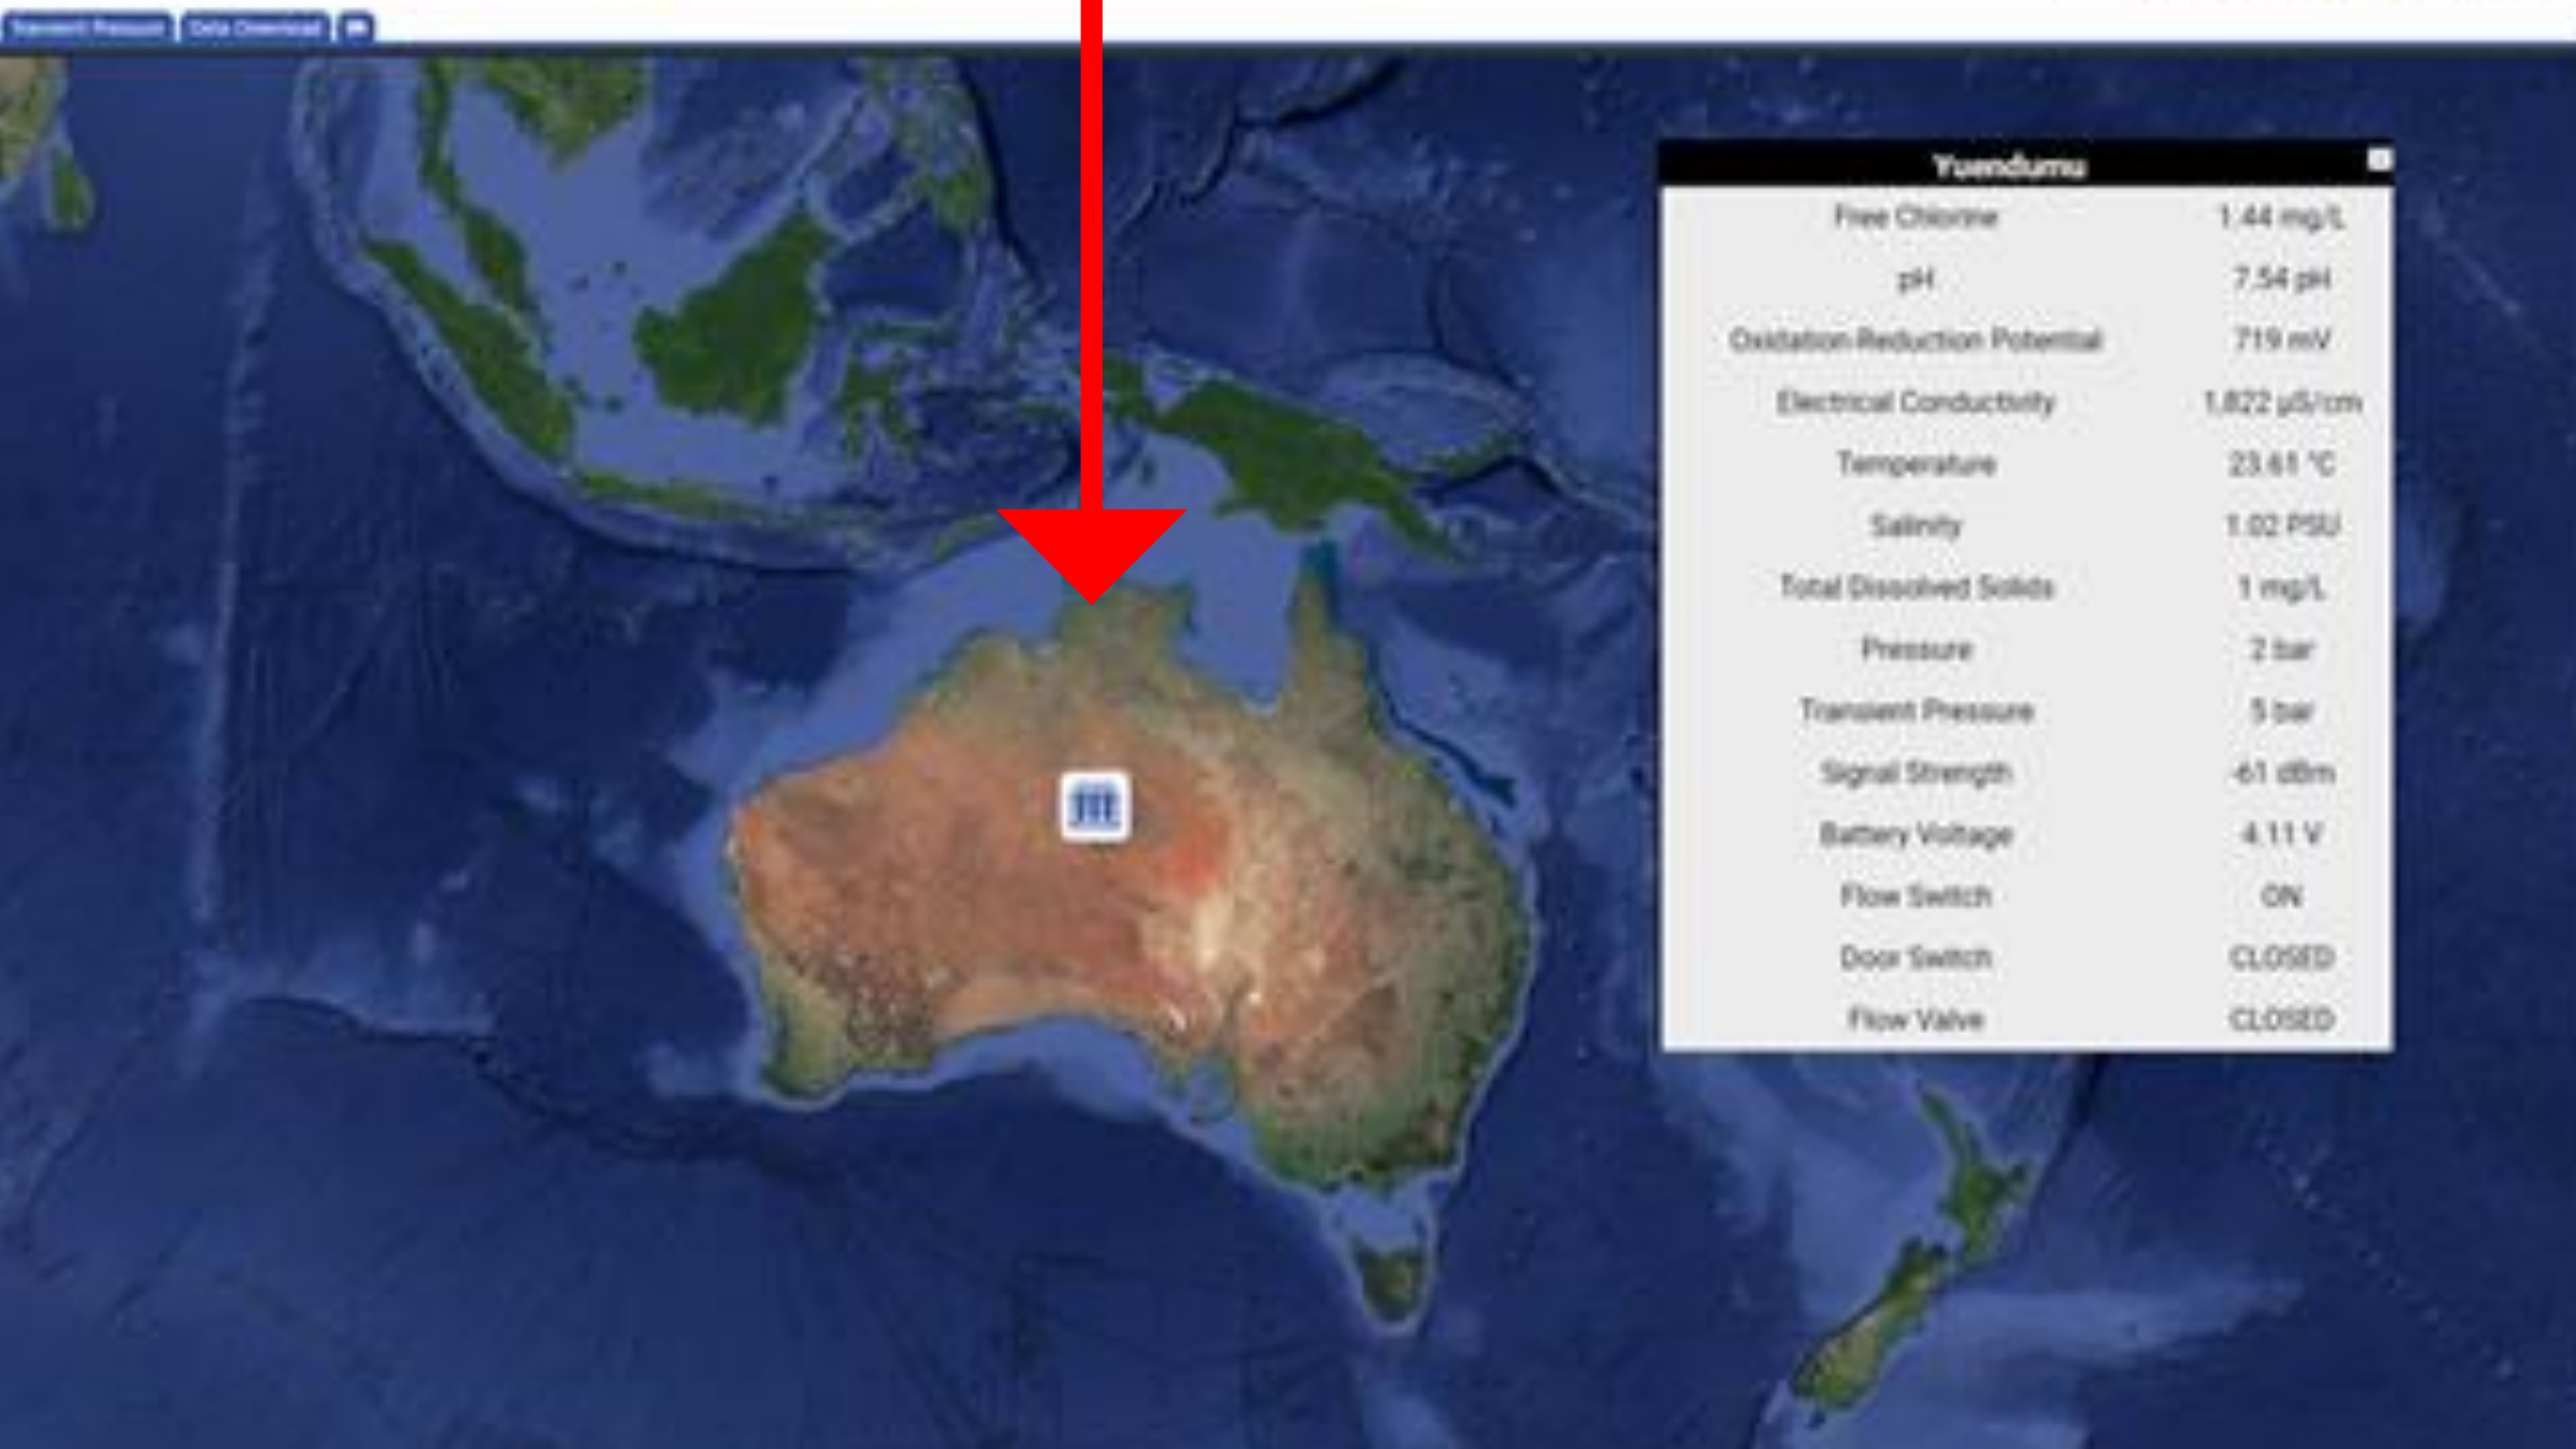 Transient Pressure Data Download
Yuendumu
Free Chlorine 1.44 mg/L
pH 7.54 pH
Oxidation-Reduction Potential 719 mV
Electrical Conductivity 1,822 µS/cm
Temperature 23.61 °C
Salinity 1.02 PSU
Total Dissolved Solids 1 mg/L
Pressure 2 bar
Transient Pressure 5 bar
Signal Strength -61 dBm
Battery Voltage 4.11 V
Flow Switch ON
Door Switch CLOSED
Flow Valve CLOSED